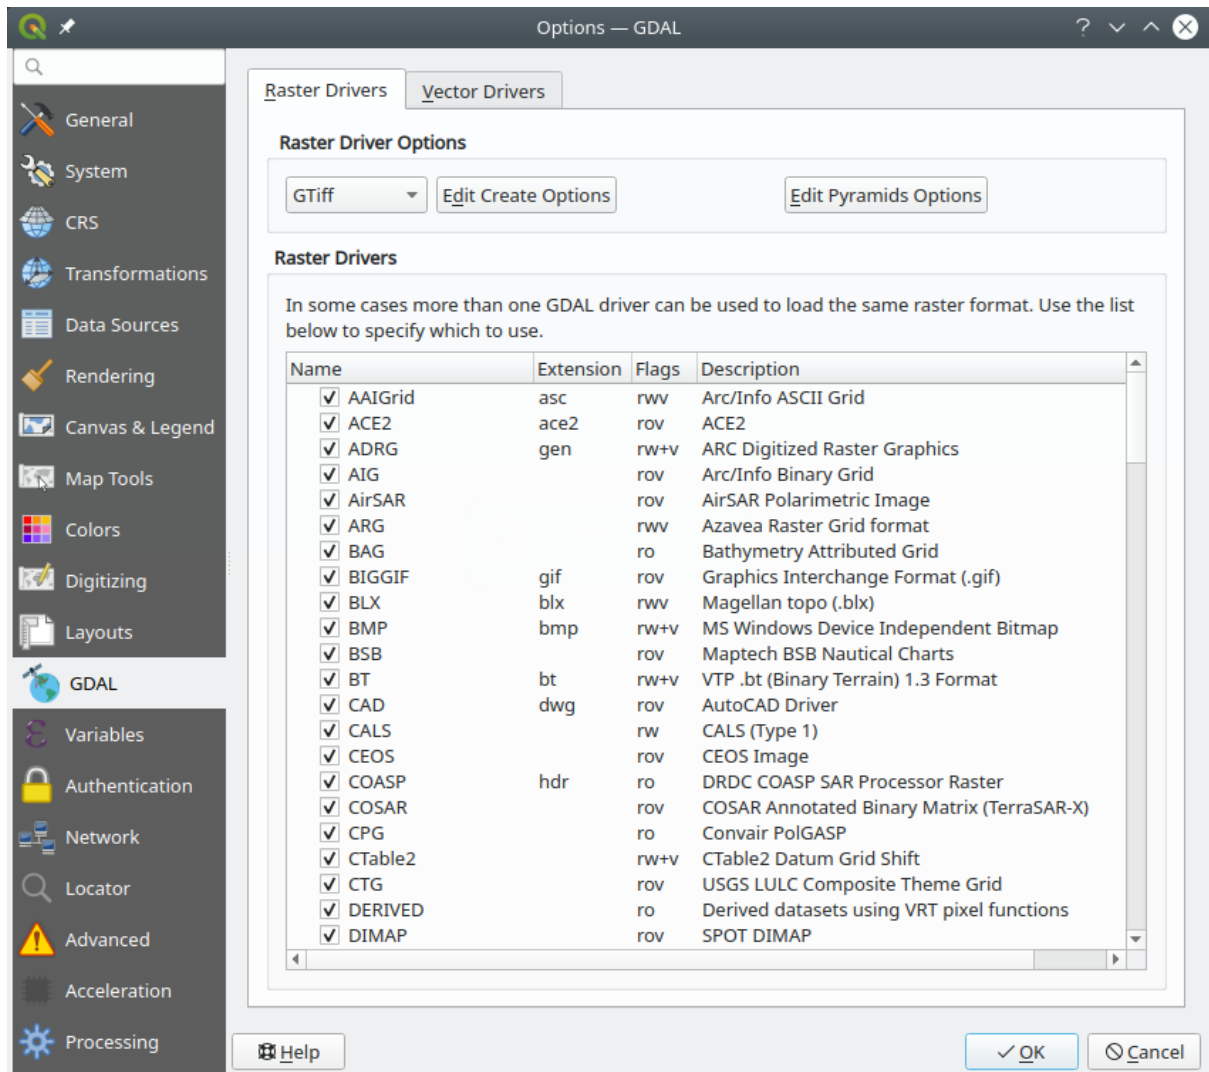 Options — GDAL
?
General
System
CRS
Transformations
Data Sources
Rendering
Canvas & Legend
Map Tools
Colors
Digitizing
Layouts
GDAL
Variables
Authentication
Network
Locator
Advanced
Acceleration
Processing
Raster Drivers Vector Drivers
Raster Driver Options
GTiff Edit Create Options Edit Pyramids Options
Raster Drivers
In some cases more than one GDAL driver can be used to load the same raster format. Use the list
below to specify which to use.
Name Extension Flags Description
AAIGrid asc rwv Arc/Info ASCII Grid
ACE2 ace2 rov ACE2
ADRG gen rw+v ARC Digitized Raster Graphics
AIG rov Arc/Info Binary Grid
AirSAR rov AirSAR Polarimetric Image
ARG rwv Azavea Raster Grid format
BAG ro Bathymetry Attributed Grid
BIGGIF gif rov Graphics Interchange Format (.gif)
BLX blx rwv Magellan topo (.blx)
BMP bmp rw+v MS Windows Device Independent Bitmap
BSB rov Maptech BSB Nautical Charts
BT bt rw+v VTP .bt (Binary Terrain) 1.3 Format
CAD dwg rov AutoCAD Driver
CALS rw CALS (Type 1)
CEOS rov CEOS Image
COASP hdr ro DRDC COASP SAR Processor Raster
COSAR rov COSAR Annotated Binary Matrix (TerraSAR-X)
CPG ro Convair PolGASP
CTable2 rw+v CTable2 Datum Grid Shift
CTG rov USGS LULC Composite Theme Grid
DERIVED ro Derived datasets using VRT pixel functions
DIMAP rov SPOT DIMAP
Help OK Cancel